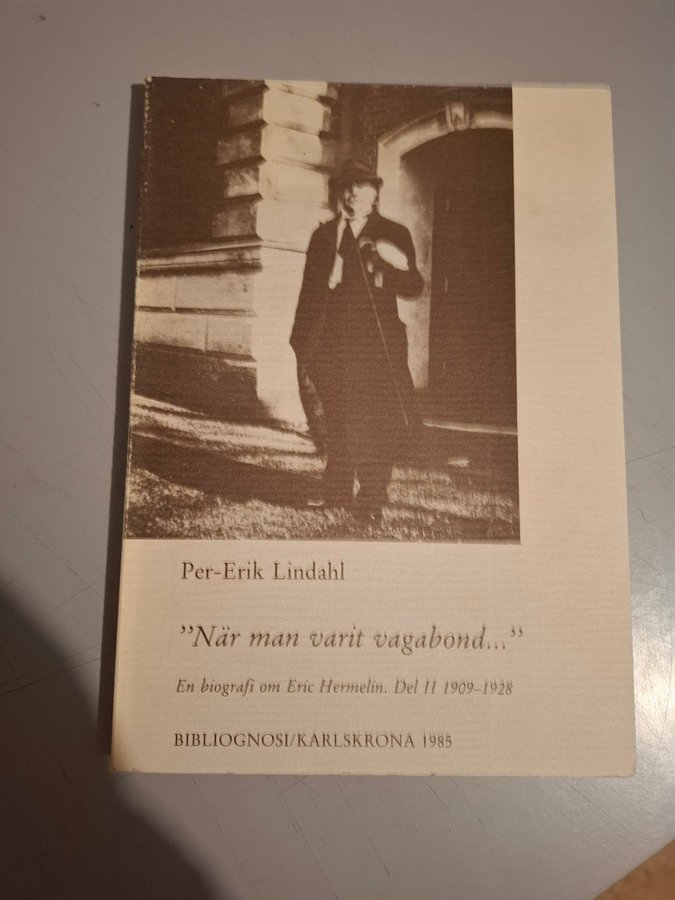 Per-Erik Lindahl
”När man varit vagabond...”
En biografi om Eric Hermelin. Del II 1909–1928
BIBLIOGNOSI/KARLSKRONA 1985